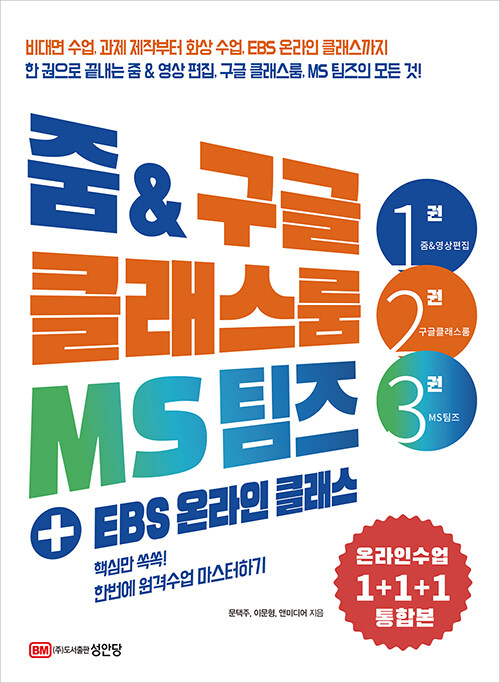 비대면 수업, 과제 제작부터 화상 수업, EBS 온라인 클래스까지
한 권으로 끝내는 줌 & 영상 편집, 구글 클래스룸, MS 팀즈의 모든 것!
줌 & 구글
클래스룸
MS 팀즈
+ EBS 온라인 클래스
핵심만 쏙쏙!
한번에 원격수업 마스터하기
1권
줌&영상편집
2권
구글클래스룸
3권
MS팀즈
온라인수업
1+1+1
통합본
문택주, 이문형, 앤미디어 지음
BM (주)도서출판 성안당